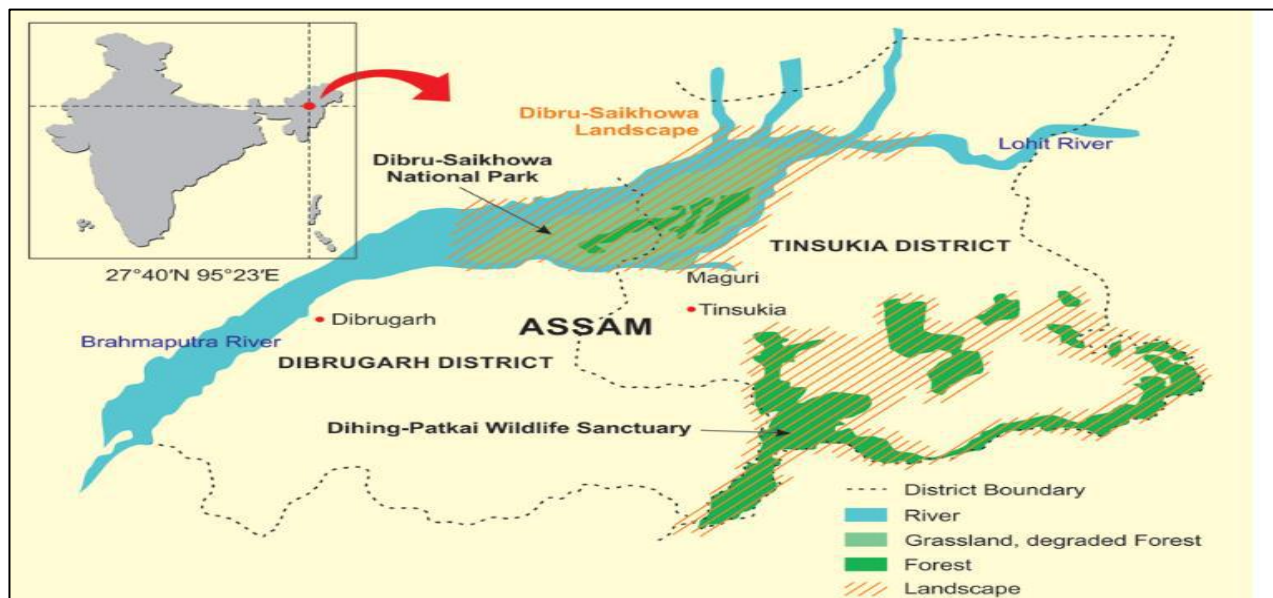 Dibru-Saikhowa
Landscape
Lohit River
Dibru-Saikhowa
National Park
TINSUKIA DISTRICT
27°40'N 95°23'E
Maguri
Tinsukia
Dibrugarh
ASSAM
Brahmaputra River
DIBRUGARH DISTRICT
Dihing-Patkai Wildlife Sanctuary
District Boundary
River
Grassland, degraded Forest
Forest
Landscape